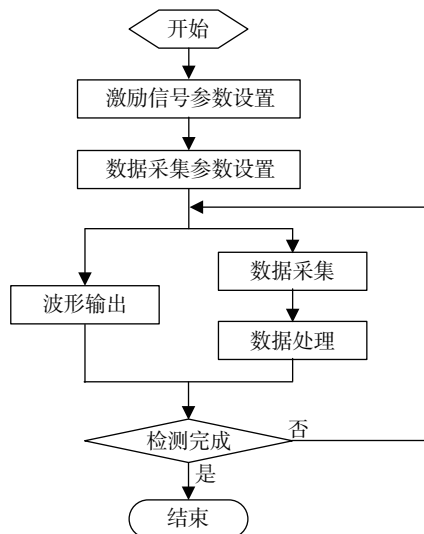 开始
激励信号参数设置
数据采集参数设置
数据采集
波形输出
数据处理
检测完成
否
是
结束